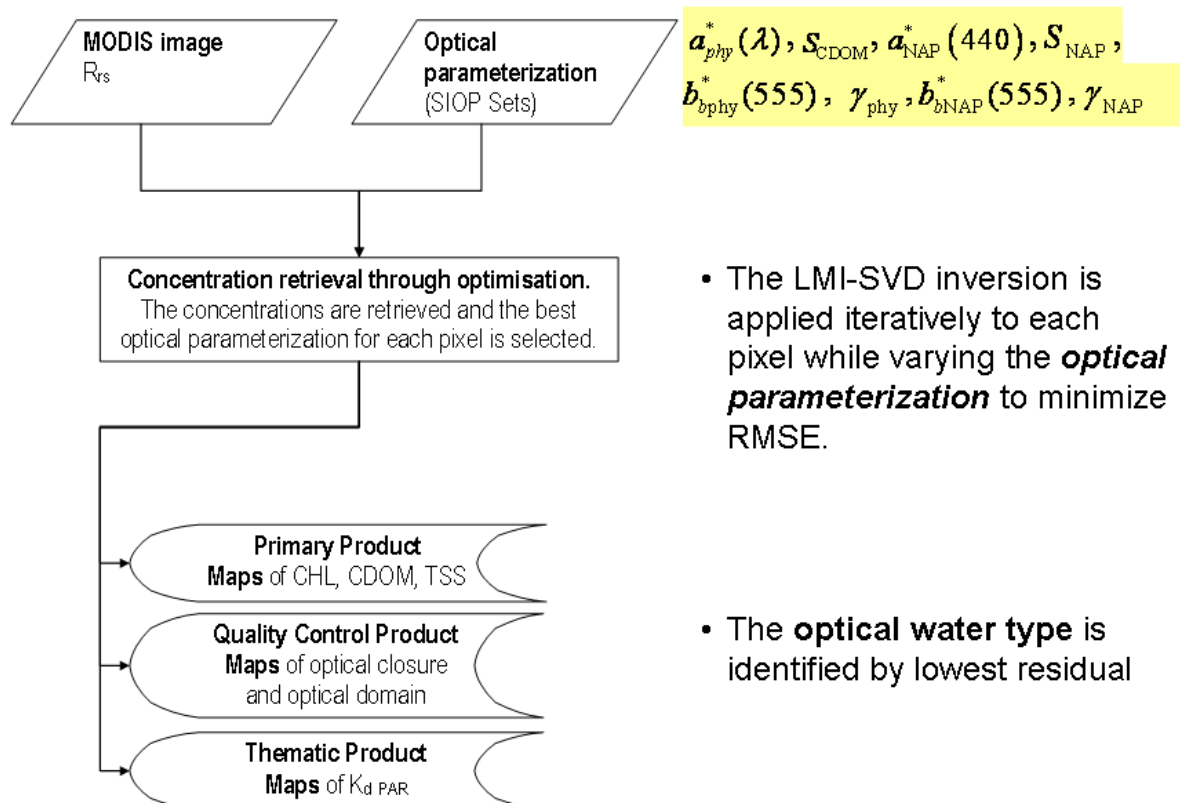 MODIS image
Rrs
Optical
parameterization
(SIOP Sets)
a*phy(λ), SCDOM, a*NAP(440), SNAP,
b*bphy(555), γphy, b*bNAP(555), γNAP
Concentration retrieval through optimisation.
The concentrations are retrieved and the best
optical parameterization for each pixel is selected.
• The LMI-SVD inversion is
applied iteratively to each
pixel while varying the optical
parameterization to minimize
RMSE.
Primary Product
Maps of CHL, CDOM, TSS
Quality Control Product
Maps of optical closure
and optical domain
• The optical water type is
identified by lowest residual
Thematic Product
Maps of Kd PAR